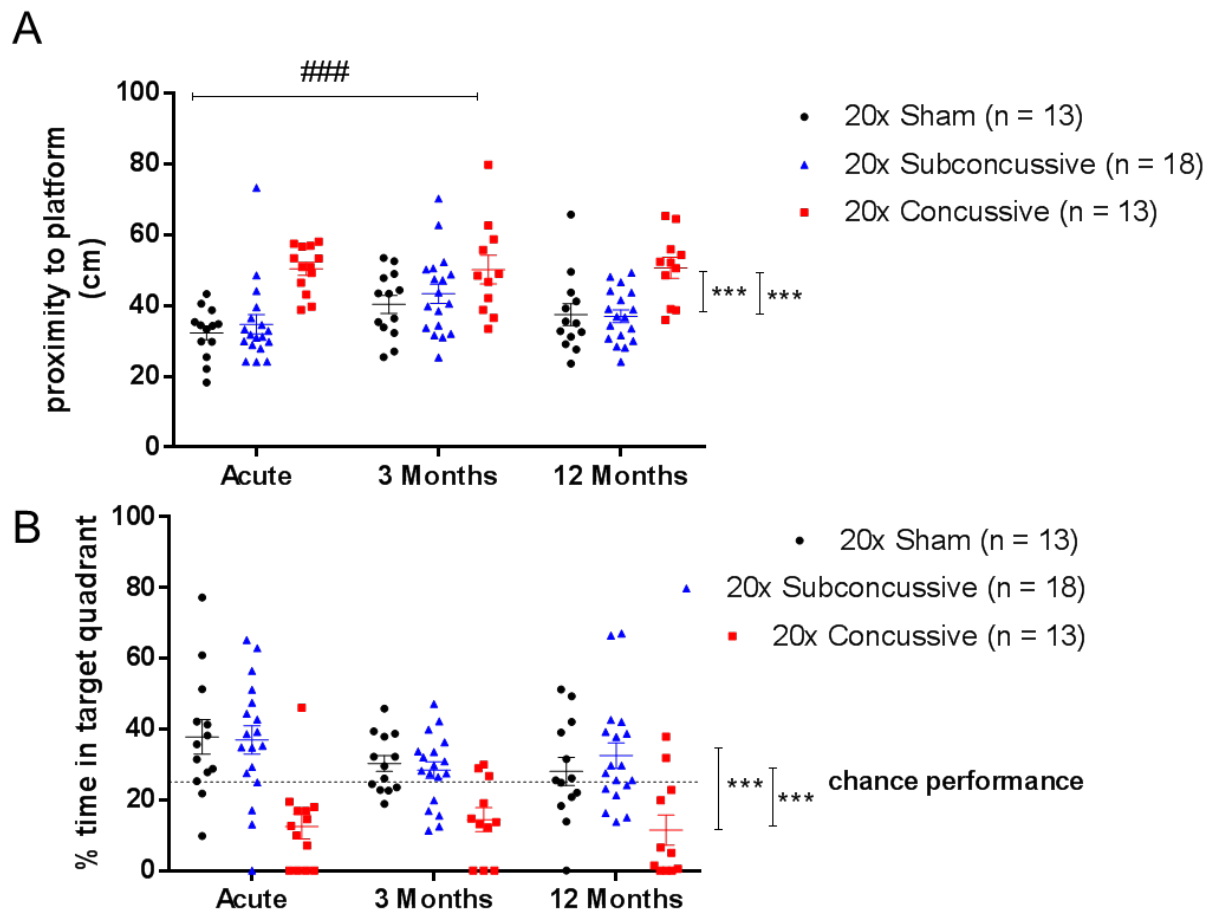 A
###
100
80
60
40
20
0
proximity to platform
(cm)
20x Sham (n = 13)
20x Subconcussive (n = 18)
20x Concussive (n = 13)
*** ***
Acute 3 Months 12 Months
B
100
80
60
40
20
0
% time in target quadrant
20x Sham (n = 13)
20x Subconcussive (n = 18)
20x Concussive (n = 13)
*** *** chance performance
Acute 3 Months 12 Months